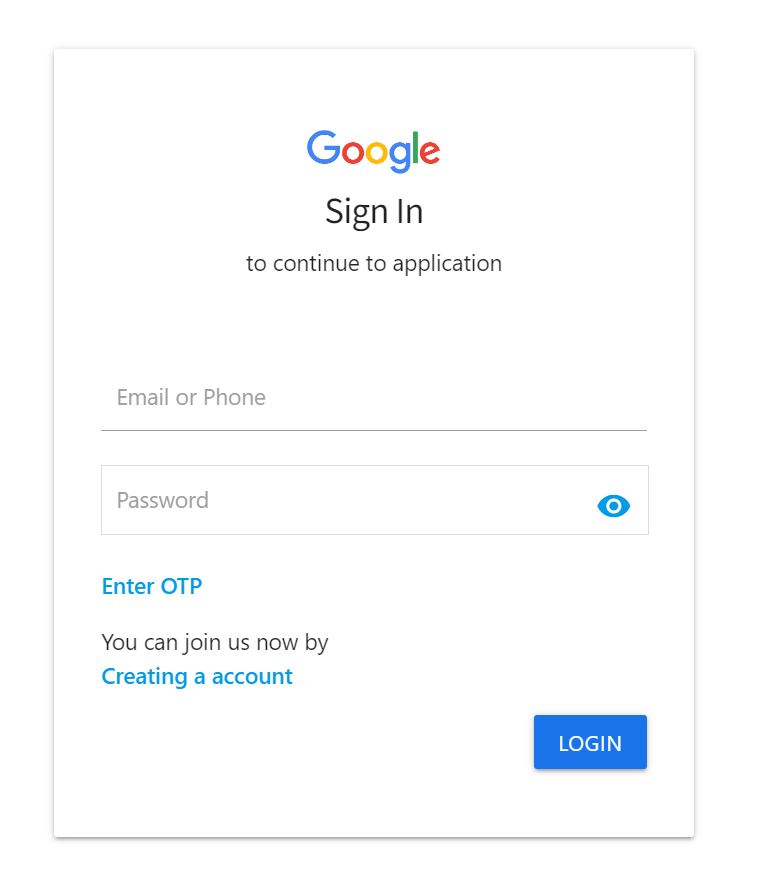 Google
Sign In
to continue to application
Email or Phone
Password
Enter OTP
You can join us now by
Creating a account
LOGIN